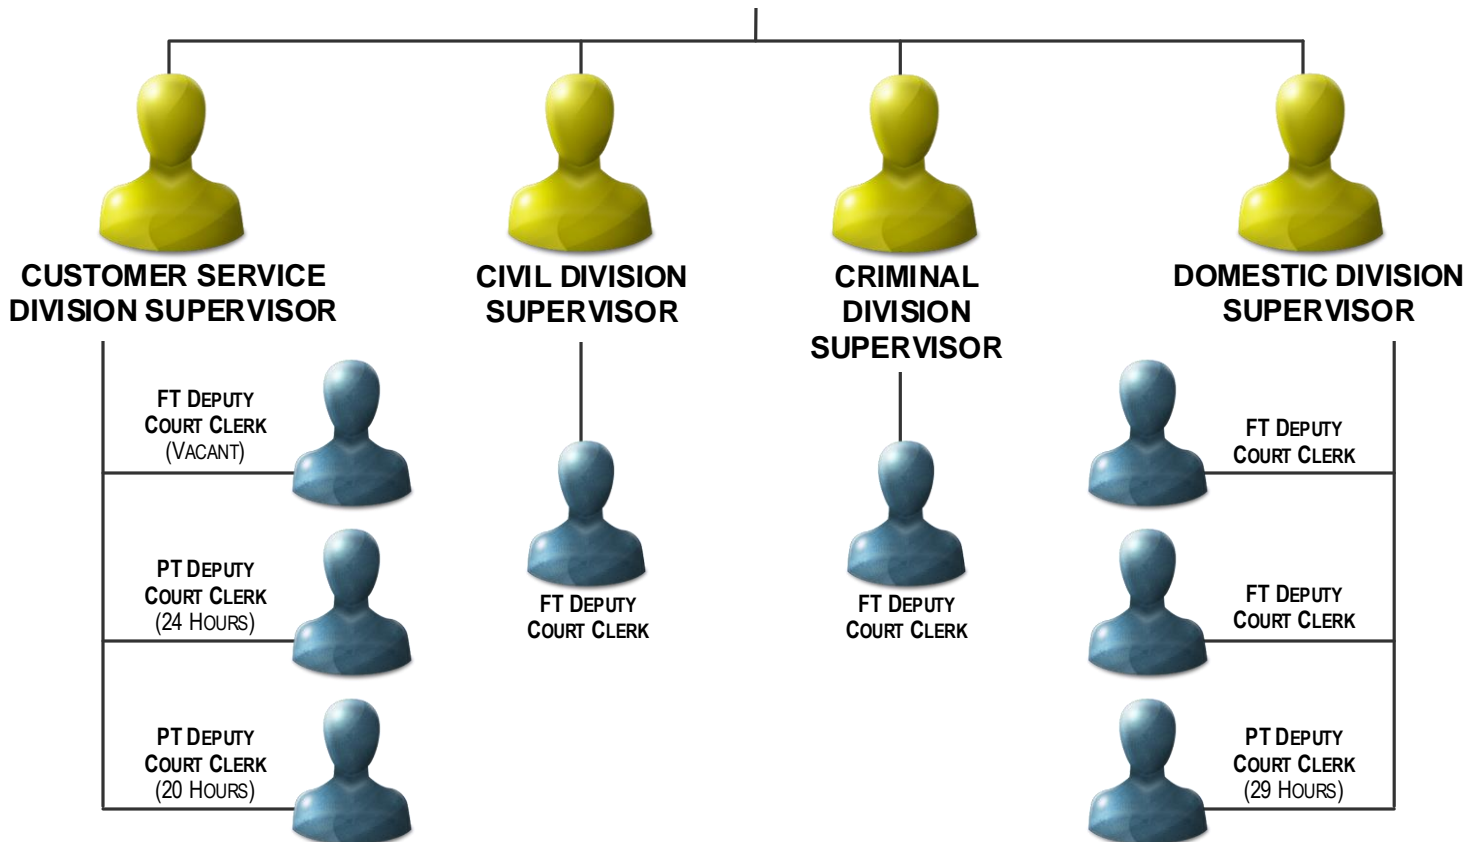 CUSTOMER SERVICE
DIVISION SUPERVISOR
CIVIL DIVISION
SUPERVISOR
CRIMINAL
DIVISION
SUPERVISOR
DOMESTIC DIVISION
SUPERVISOR
FT DEPUTY
COURT CLERK
(VACANT)
PT DEPUTY
COURT CLERK
(24 HOURS)
PT DEPUTY
COURT CLERK
(20 HOURS)
FT DEPUTY
COURT CLERK
FT DEPUTY
COURT CLERK
FT DEPUTY
COURT CLERK
FT DEPUTY
COURT CLERK
PT DEPUTY
COURT CLERK
(29 HOURS)